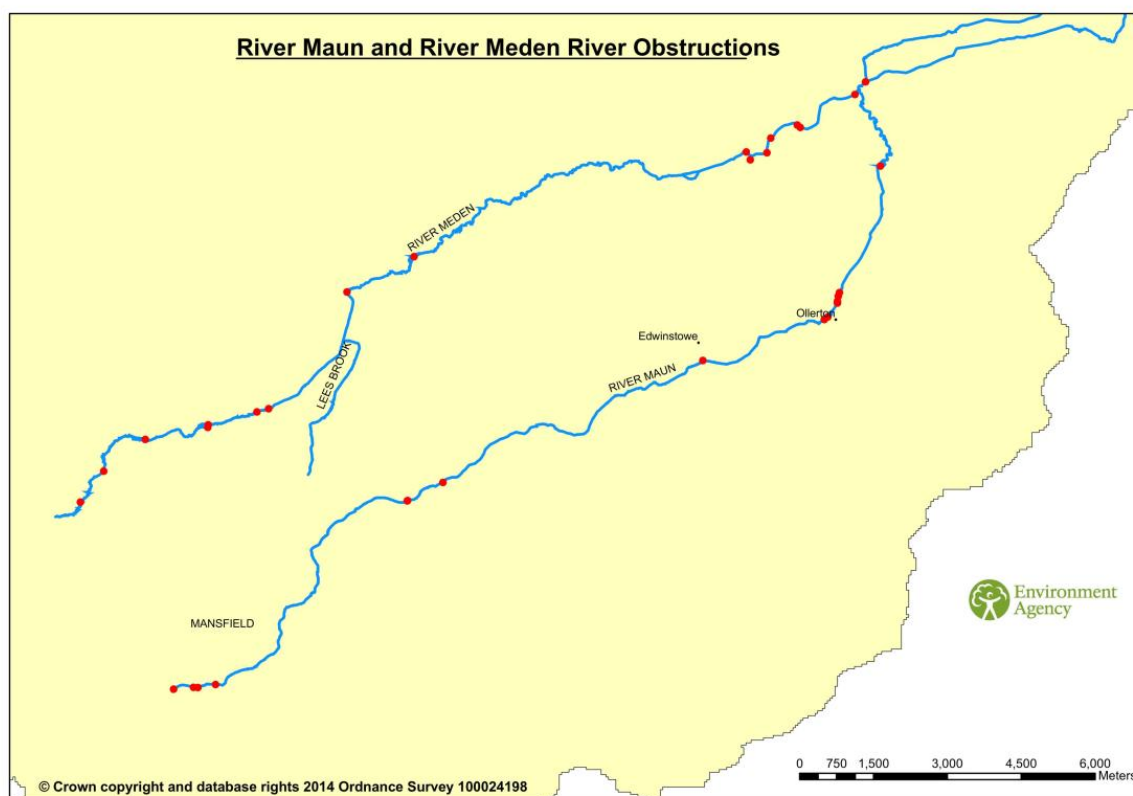 River Maun and River Meden River Obstructions
RIVER MEDEN
LEES BROOK
Ollerton
Edwinstowe
RIVER MAUN
MANSFIELD
Environment
Agency
0 750 1,500 3,000 4,500 6,000
Meters
© Crown copyright and database rights 2014 Ordnance Survey 100024198